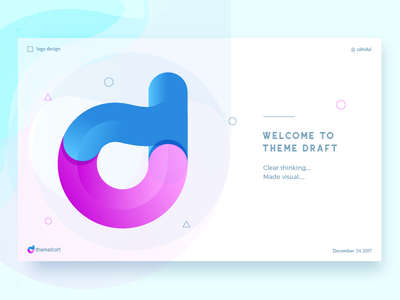 logo design
@ zahidul
WELCOME TO
THEME DRAFT
Clear thinking...
Made visual....
themedraft
December 24 2017